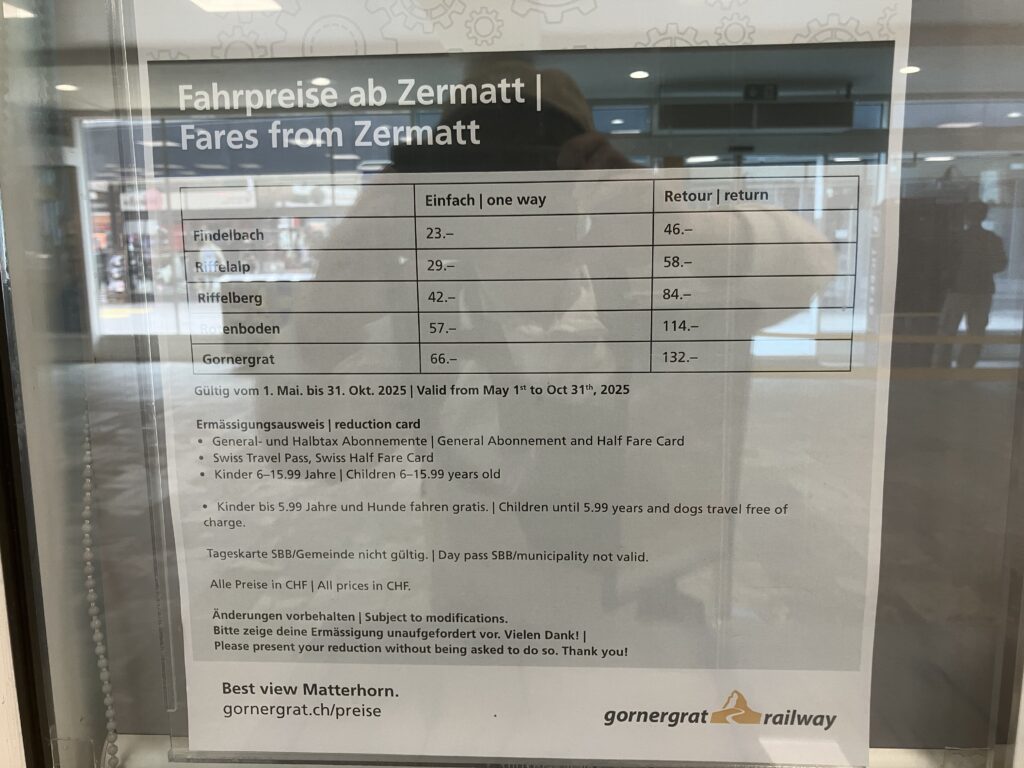 Fahrpreise ab Zermatt |
Fares from Zermatt
Einfach | one way Retour | return
Findelbach 23.– 46.–
Riffelalp 29.– 58.–
Riffelberg 42.– 84.–
Rotenboden 57.– 114.–
Gornergrat 66.– 132.–
Gültig vom 1. Mai. bis 31. Okt. 2025 | Valid from May 1st to Oct 31th, 2025
Ermässigungsausweis | reduction card
• General- und Halbtax Abonnemente | General Abonnement and Half Fare Card
• Swiss Travel Pass, Swiss Half Fare Card
• Kinder 6–15.99 Jahre | Children 6–15.99 years old
• Kinder bis 5.99 Jahre und Hunde fahren gratis. | Children until 5.99 years and dogs travel free of
charge.
Tageskarte SBB/Gemeinde nicht gültig. | Day pass SBB/municipality not valid.
Alle Preise in CHF | All prices in CHF.
Änderungen vorbehalten | Subject to modifications.
Bitte zeige deine Ermässigung unaufgefordert vor. Vielen Dank! |
Please present your reduction without being asked to do so. Thank you!
Best view Matterhorn.
gornergrat.ch/preise
gornergrat railway